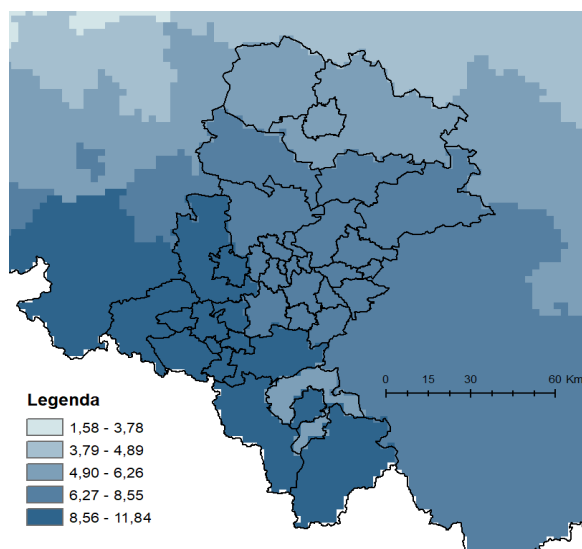 0 15 30 60 Km
Legenda
1,58 - 3,78
3,79 - 4,89
4,90 - 6,26
6,27 - 8,55
8,56 - 11,84